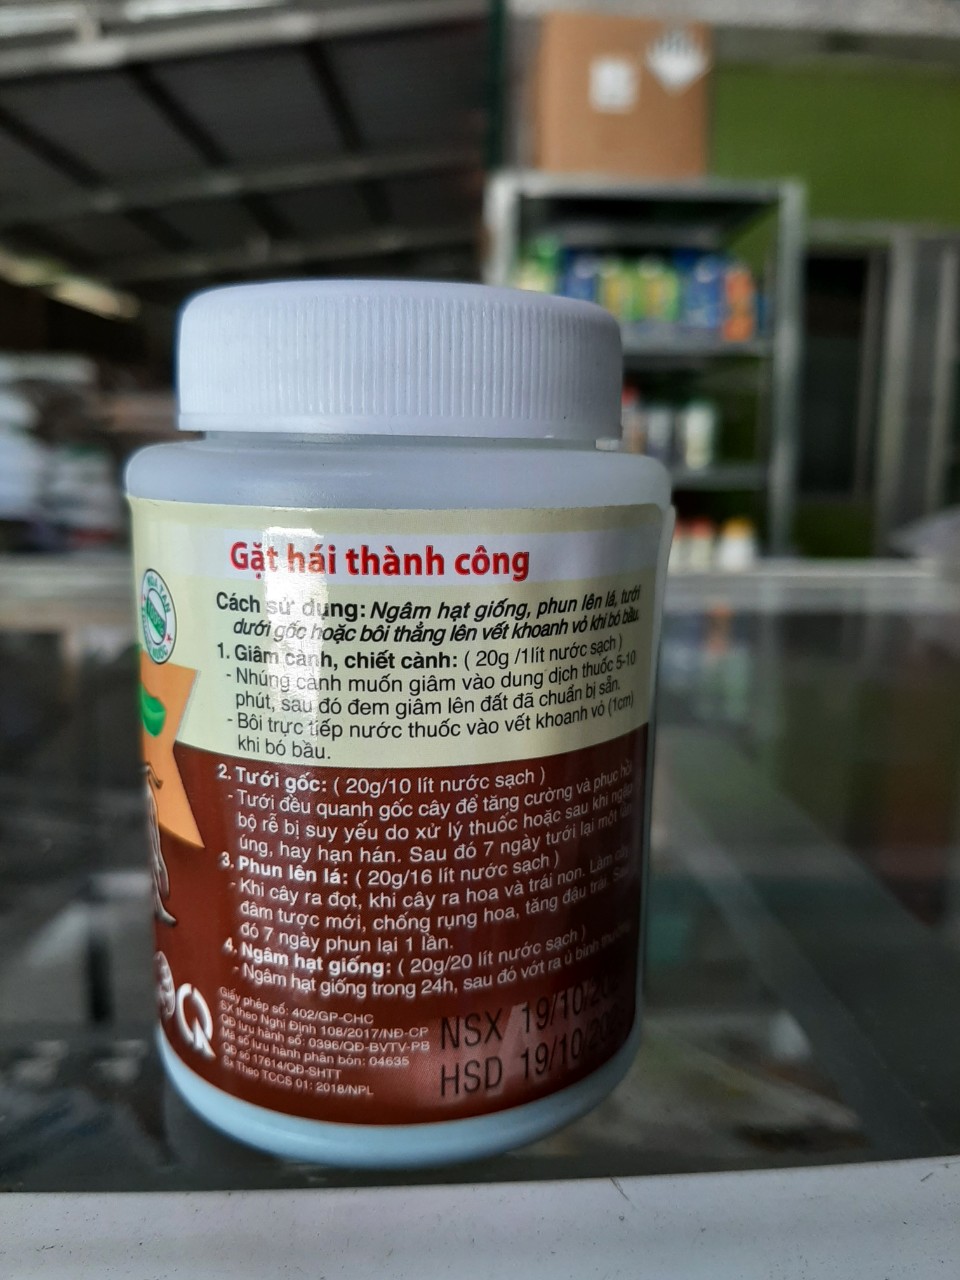 Gặt hái thành công
Cách sử dụng: Ngâm hạt giống, phun lên lá, tưới
dưới gốc hoặc bôi thẳng lên vết khoanh vỏ khi bó bầu.
1. Giâm cành, chiết cành: ( 20g /1lít nước sạch )
- Nhúng cành muốn giâm vào dung dịch thuốc 5-10
phút, sau đó đem giâm lên đất đã chuẩn bị sẵn.
- Bôi trực tiếp nước thuốc vào vết khoanh vỏ (1cm)
khi bó bầu.
2. Tưới gốc: ( 20g/10 lít nước sạch )
- Tưới đều quanh gốc cây để tăng cường và phục hồi
bộ rễ bị suy yếu do xử lý thuốc hoặc sau khi ngập
úng, hay hạn hán. Sau đó 7 ngày tưới lại một
3. Phun lên lá: ( 20g/16 lít nước sạch )
- Khi cây ra đọt, khi cây ra hoa và trái non. Làm cây
đâm tược mới, chống rụng hoa, tăng đậu trái. Sau
đó 7 ngày phun lại 1 lần.
4. Ngâm hạt giống: ( 20g/20 lít nước sạch )
- Ngâm hạt giống trong 24h, sau đó vớt ra ủ bình thường
Giấy phép số: 402/GP-CHC
SX theo Nghị Định 108/2017/NĐ-CP
QĐ lưu hành số: 0396/QĐ-BVTV-PB
Mã số lưu hành phân bón: 04635
QĐ số 17614/QĐ-SHTT
Sx Theo TCCS 01: 2018/NPL
NSX 19/10/
HSD 19/10/